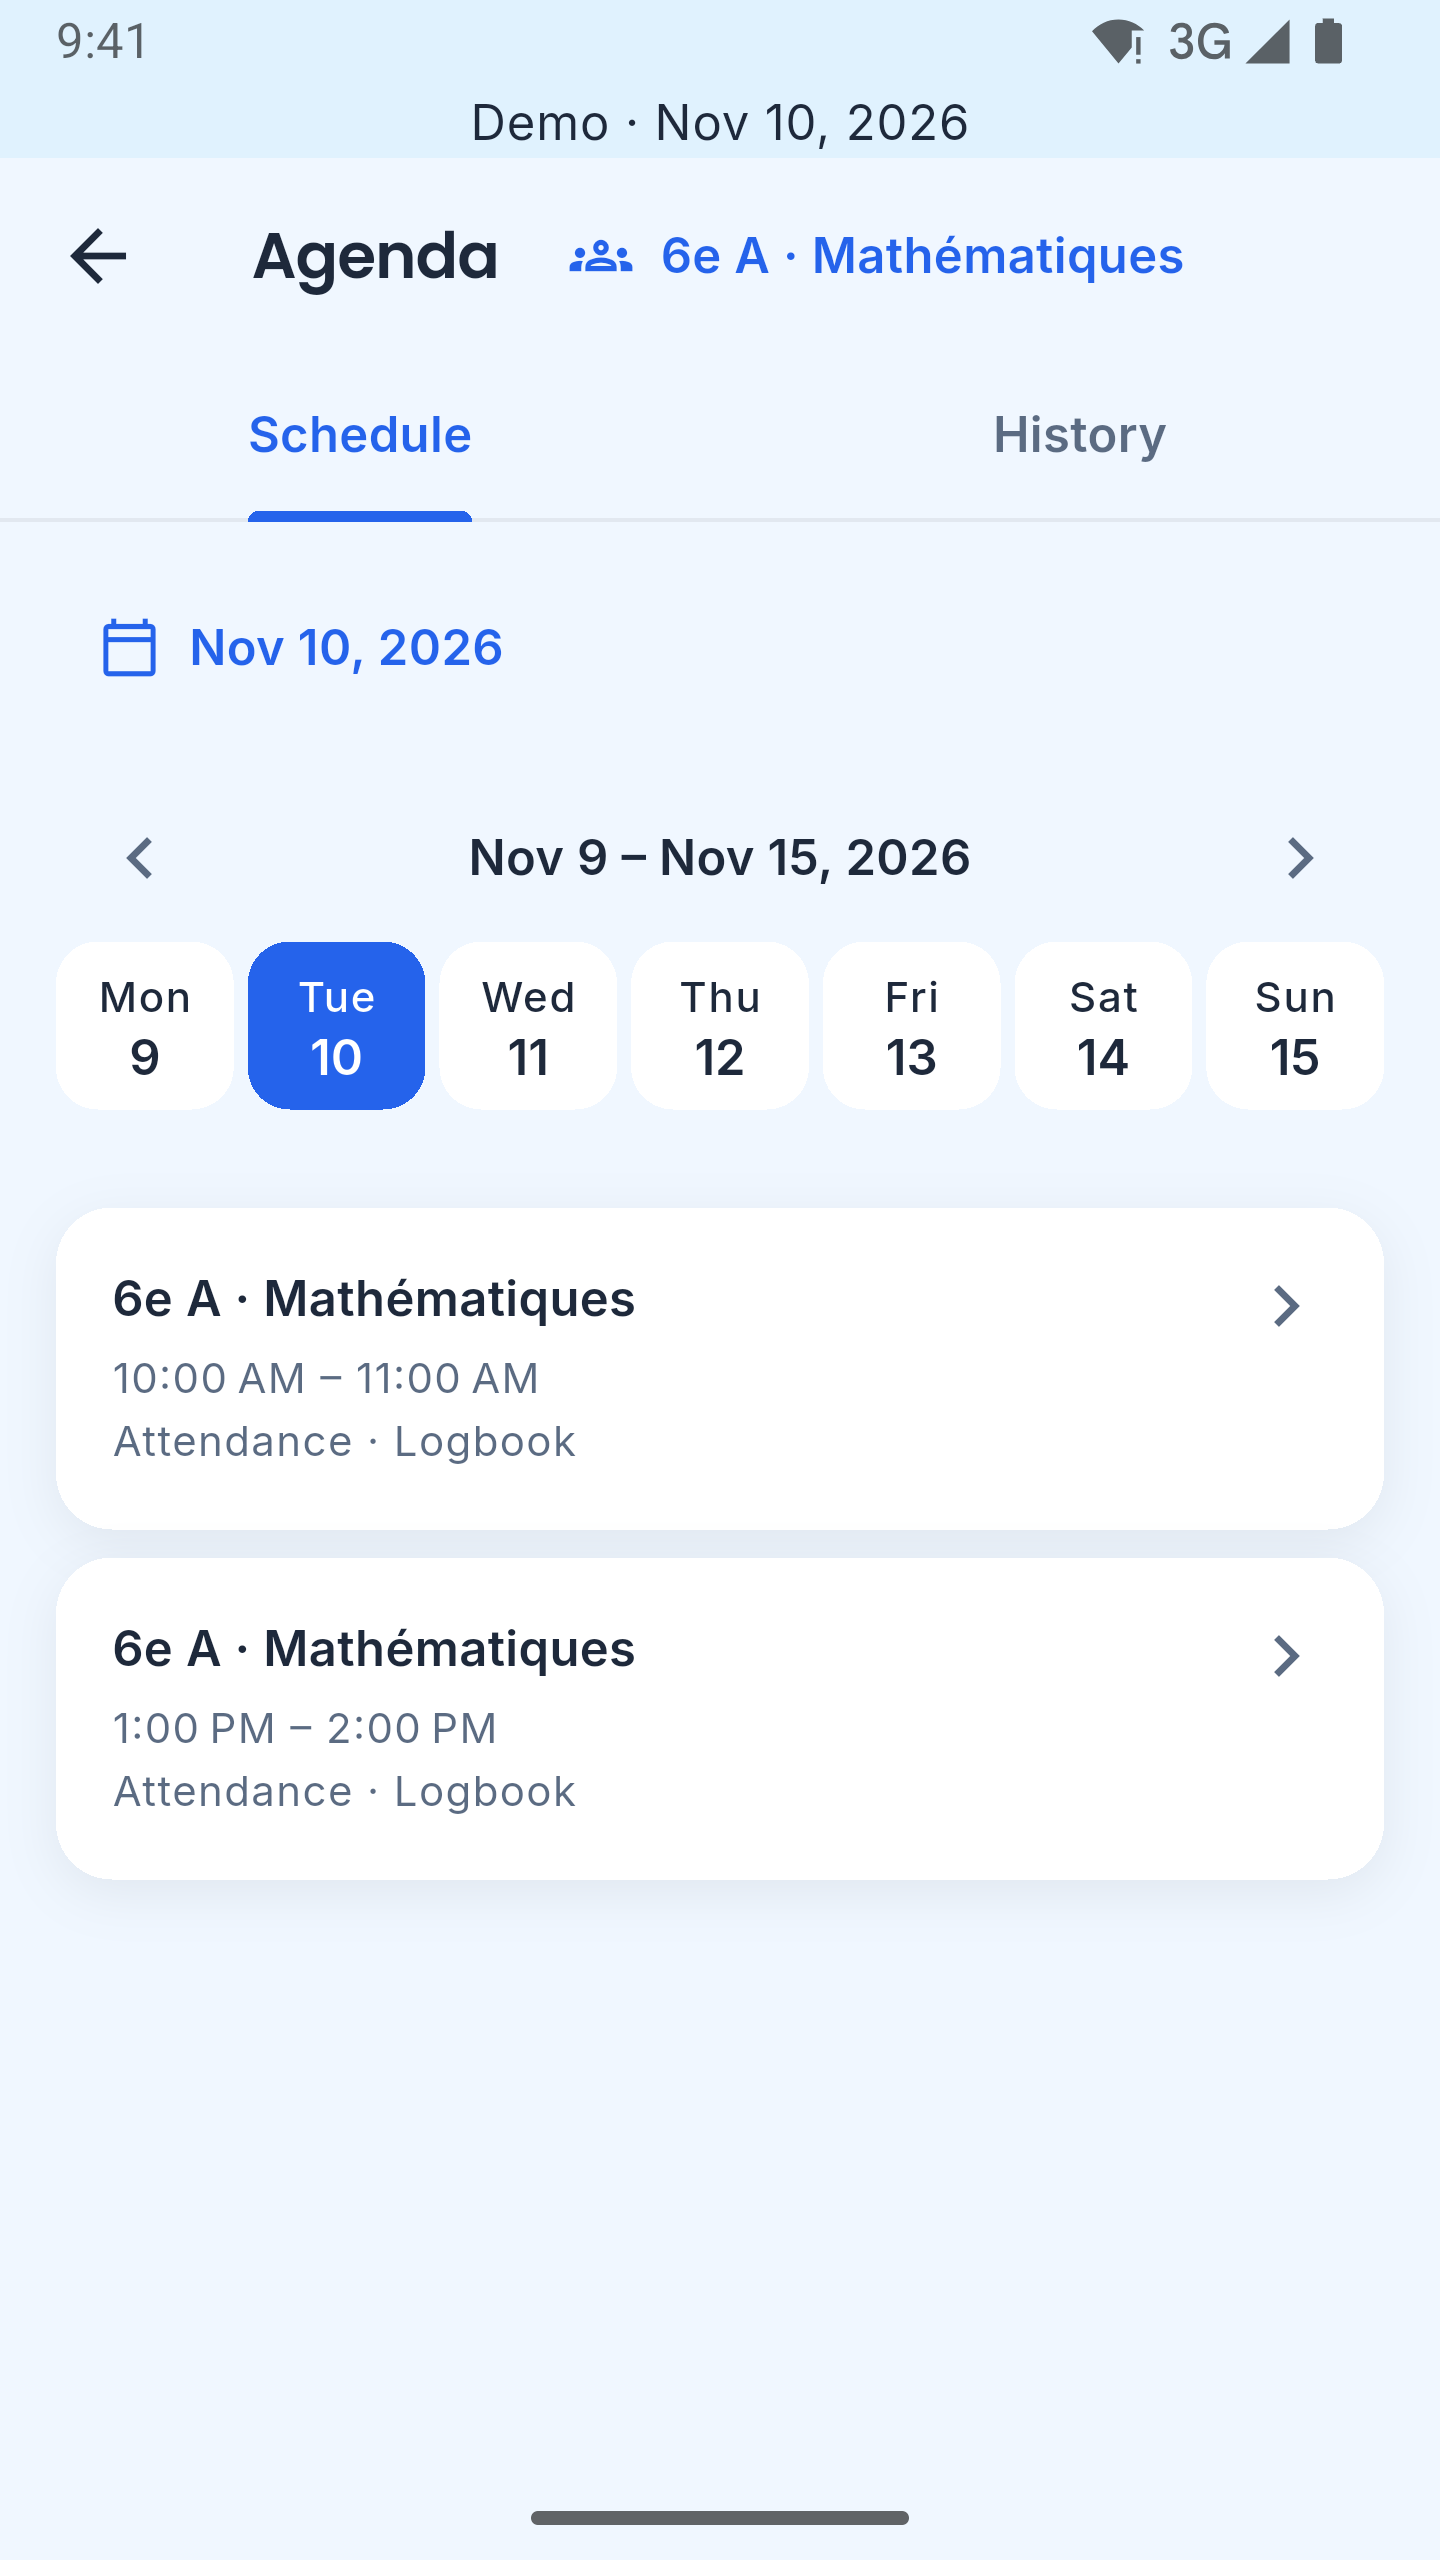 9:41
3G
Demo · Nov 10, 2026
Agenda
6e A · Mathématiques
Schedule
History
Nov 10, 2026
Nov 9 – Nov 15, 2026
Mon
9
Tue
10
Wed
11
Thu
12
Fri
13
Sat
14
Sun
15
6e A · Mathématiques
10:00 AM – 11:00 AM
Attendance · Logbook
6e A · Mathématiques
1:00 PM – 2:00 PM
Attendance · Logbook